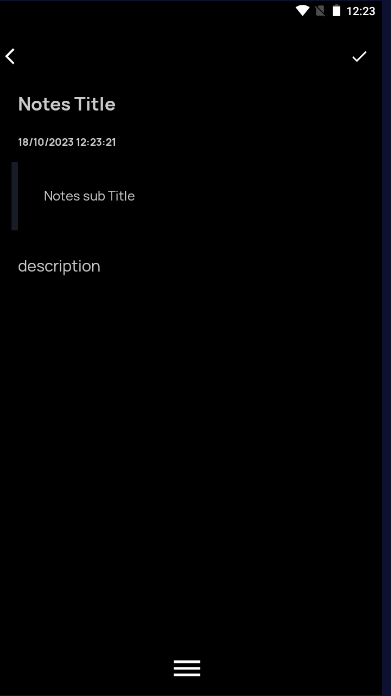 12:23
Notes Title
18/10/2023 12:23:21
Notes sub Title
description